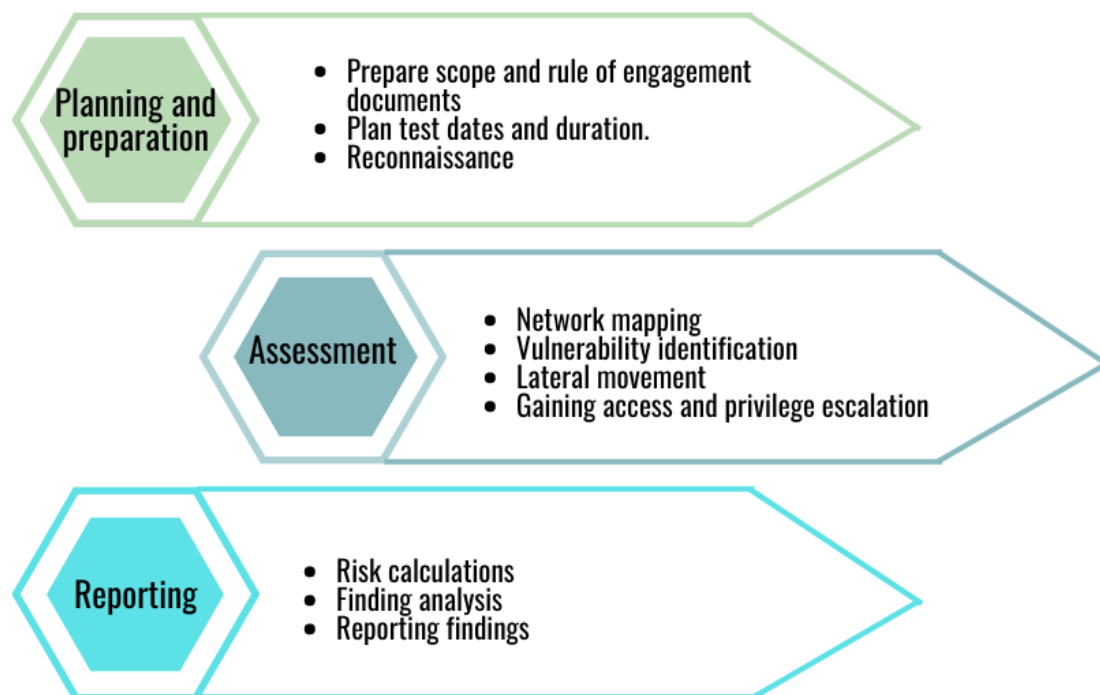 Planning and
preparation
• Prepare scope and rule of engagement
documents
• Plan test dates and duration.
• Reconnaissance
Assessment
• Network mapping
• Vulnerability identification
• Lateral movement
• Gaining access and privilege escalation
Reporting
• Risk calculations
• Finding analysis
• Reporting findings